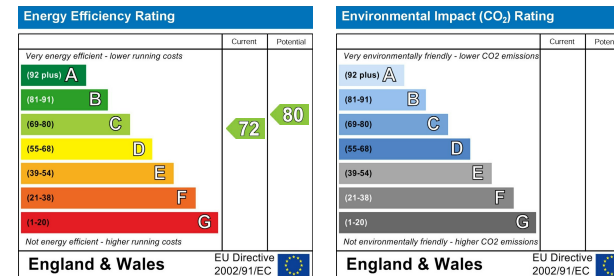 Energy Efficiency Rating
Current Potential
Very energy efficient - lower running costs
(92 plus) A
(81-91) B
(69-80) C
(55-68) D
(39-54) E
(21-38) F
(1-20) G
72
80
Not energy efficient - higher running costs
England & Wales
EU Directive
2002/91/EC
Environmental Impact (CO₂) Rating
Current Poten
Very environmentally friendly - lower CO2 emissions
(92 plus) A
(81-91) B
(69-80) C
(55-68) D
(39-54) E
(21-38) F
(1-20) G
Not environmentally friendly - higher CO2 emissions
England & Wales
EU Directive
2002/91/EC